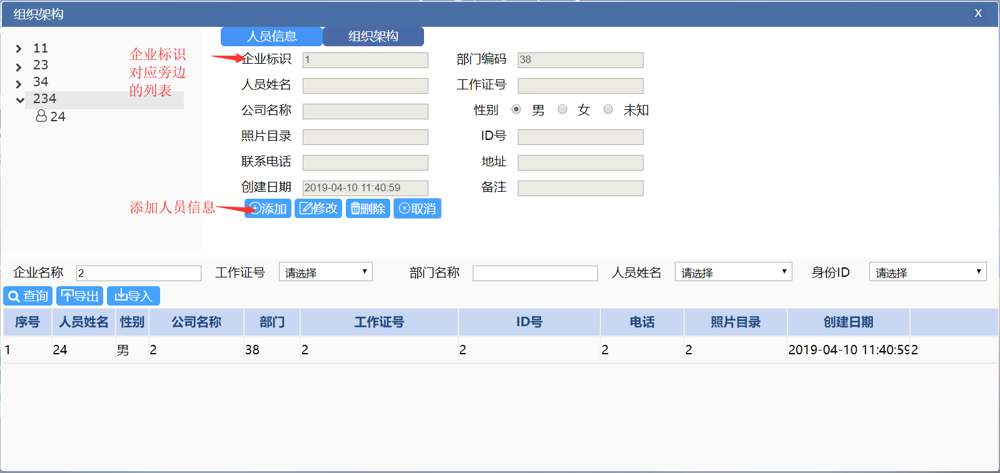 组织架构 X
人员信息 组织架构
11
23
34
234
24
企业标识
对应旁边
的列表
企业标识 1 部门编码 38
人员姓名 工作证号
公司名称 性别 男 女 未知
照片目录 ID号
联系电话 地址
创建日期 2019-04-10 11:40:59 备注
添加人员信息
添加 修改 删除 取消
企业名称 2 工作证号 请选择 部门名称 人员姓名 请选择 身份ID 请选择
查询 导出 导入
序号 人员姓名 性别 公司名称 部门 工作证号 ID号 电话 照片目录 创建日期
1 24 男 2 38 2 2 2 2 2019-04-10 11:40:59 2